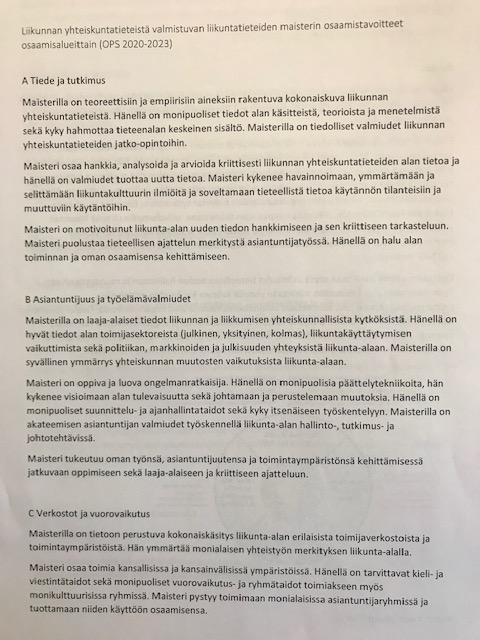 Liikunnan yhteiskuntatieteistä valmistuvan liikuntatieteiden maisterin osaamistavoitteet
osaamisalueittain (OPS 2020-2023)
A Tiede ja tutkimus
Maisterilla on teoreettisiin ja empiirisiin aineksiin rakentuva kokonaiskuva liikunnan
yhteiskuntatieteistä. Hänellä on monipuoliset tiedot alan käsitteistä, teorioista ja menetelmistä
sekä kyky hahmottaa tieteenalan keskeinen sisältö. Maisterilla on tiedolliset valmiudet liikunnan
yhteiskuntatieteiden jatko-opintoihin.
Maisteri osaa hankkia, analysoida ja arvioida kriittisesti liikunnan yhteiskuntatieteiden alan tietoa ja
hänellä on valmiudet tuottaa uutta tietoa. Maisteri kykenee havainnoimaan, ymmärtämään ja
selittämään liikuntakulttuurin ilmiöitä ja soveltamaan tieteellistä tietoa käytännön tilanteisiin ja
muuttuviin käytäntöihin.
Maisteri on motivoitunut liikunta-alan uuden tiedon hankkimiseen ja sen kriittiseen tarkasteluun.
Maisteri puolustaa tieteellisen ajattelun merkitystä asiantuntijatyössä. Hänellä on halu alan
toiminnan ja oman osaamisensa kehittämiseen.
B Asiantuntijuus ja työelämävalmiudet
Maisterilla on laaja-alaiset tiedot liikunnan ja liikkumisen yhteiskunnallisista kytköksistä. Hänellä on
hyvät tiedot alan toimijasektoreista (julkinen, yksityinen, kolmas), liikuntakäyttäytymisen
vaikuttimista sekä politiikan, markkinoiden ja julkisuuden yhteyksistä liikunta-alaan. Maisterilla on
syvällinen ymmärrys yhteiskunnan muutosten vaikutuksista liikunta-alaan.
Maisteri on oppiva ja luova ongelmanratkaisija. Hänellä on monipuolisia päättelytekniikoita, hän
kykenee visioimaan alan tulevaisuutta sekä johtamaan ja perustelemaan muutoksia. Hänellä on
monipuoliset suunnittelu- ja ajanhallintataidot sekä kyky itsenäiseen työskentelyyn. Maisterilla on
akateemisen asiantuntijan valmiudet työskennellä liikunta-alan hallinto-, tutkimus- ja
johtotehtävissä.
Maisteri tukeutuu oman työnsä, asiantuntijuutensa ja toimintaympäristönsä kehittämisessä
jatkuvaan oppimiseen sekä laaja-alaiseen ja kriittiseen ajatteluun.
C Verkostot ja vuorovaikutus
Maisterilla on tietoon perustuva kokonaiskäsitys liikunta-alan erilaisista toimijaverkostoista ja
toimintaympäristöistä. Hän ymmärtää monialaisen yhteistyön merkityksen liikunta-alalla.
Maisteri osaa toimia kansallisissa ja kansainvälisissä ympäristöissä. Hänellä on tarvittavat kieli- ja
viestintätaidot sekä monipuoliset vuorovaikutus- ja ryhmätaidot toimiakseen myös
monikulttuurisissa ryhmissä. Maisteri pystyy toimimaan monialaisissa asiantuntijaryhmissä ja
tuottamaan niiden käyttöön osaamisensa.